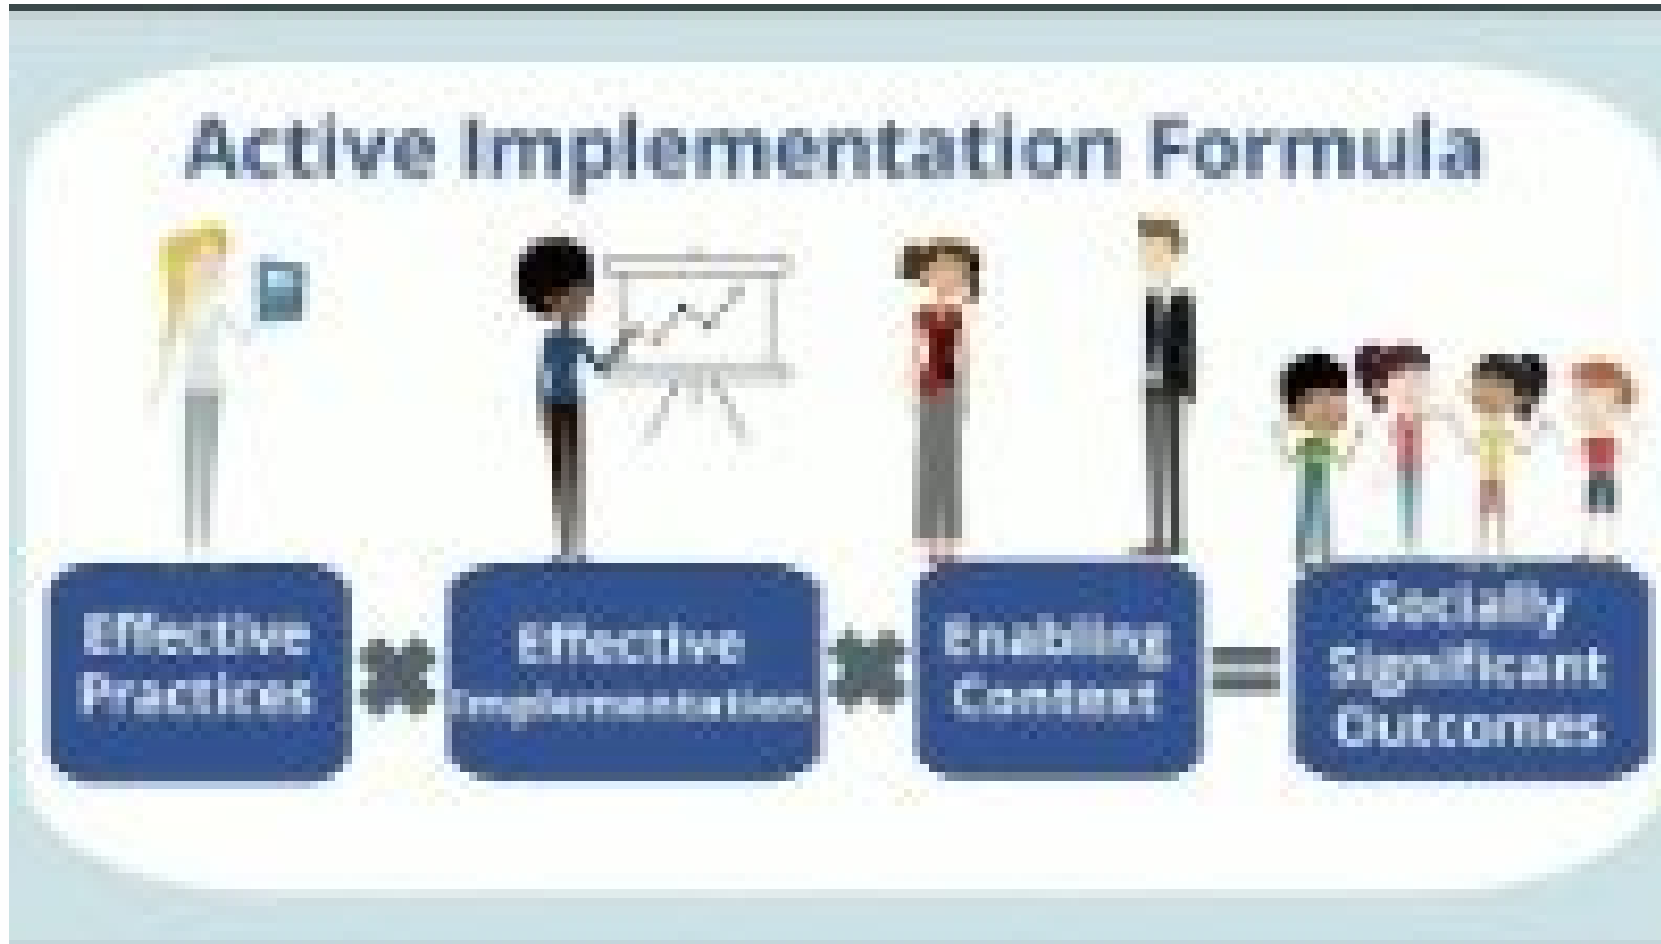 Active Implementation Formula
Effective
Practices
Effective
Implementation
Enabling
Context
Socially
Significant
Outcomes